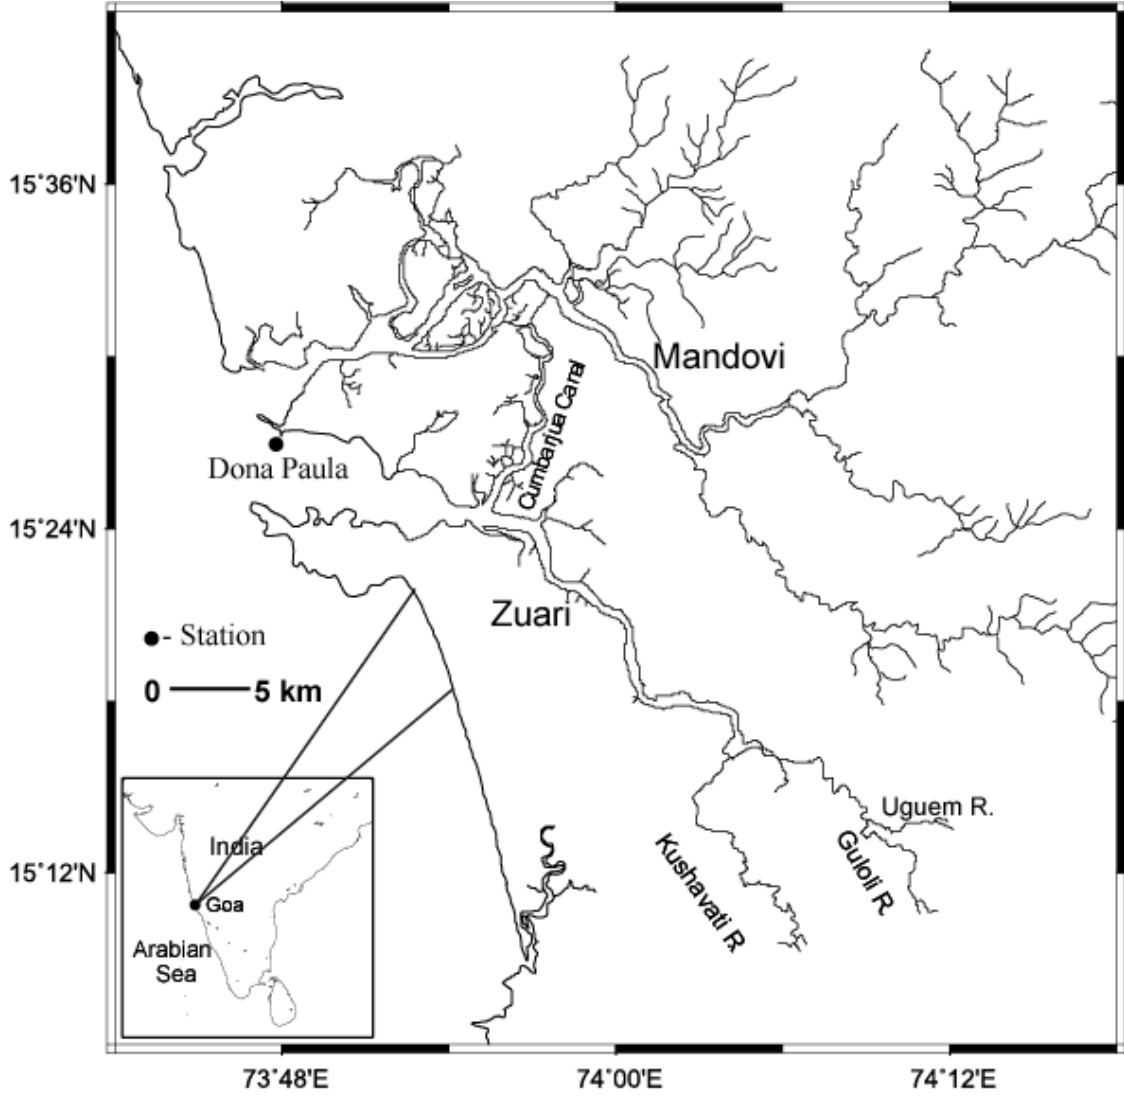 15°36'N
Mandovi
Cumbarjua Canal
Dona Paula
15°24'N
Zuari
- Station
0 5 km
Uguem R.
Guloli R.
Kushavati R.
India
15°12'N
Goa
Arabian
Sea
73°48'E 74°00'E 74°12'E